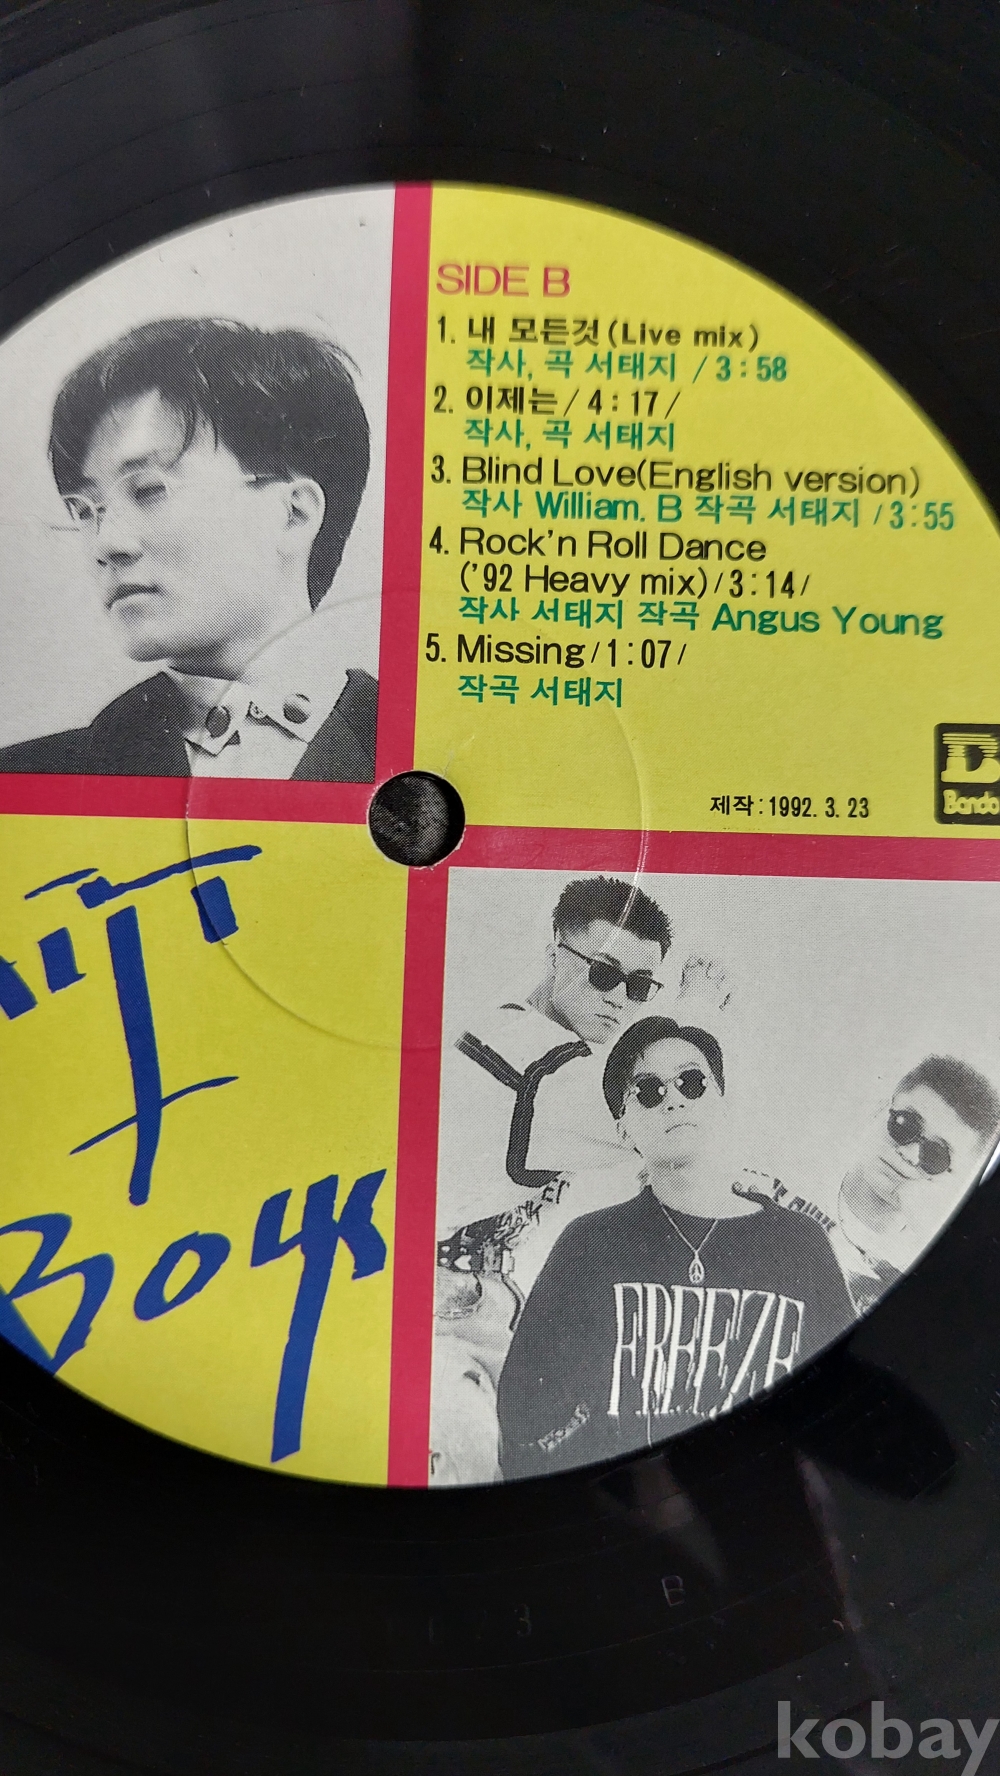 SIDE B
1. 내 모든것 (Live mix)
작사, 곡 서태지 / 3:58
2. 이제는 / 4:17 /
작사, 곡 서태지
3. Blind Love(English version)
작사 William. B 작곡 서태지 / 3:55
4. Rock'n Roll Dance
('92 Heavy mix) / 3:14 /
작사 서태지 작곡 Angus Young
5. Missing / 1:07 /
작곡 서태지
제작:1992. 3. 23
Bando
Boys
FREEZE
3 B
kobay